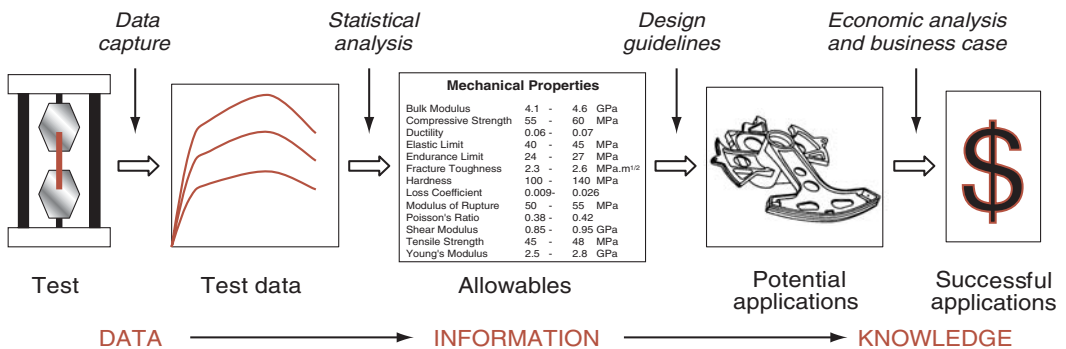 Data
capture
Statistical
analysis
Design
guidelines
Economic analysis
and business case
Mechanical Properties
Bulk Modulus 4.1 - 4.6 GPa
Compressive Strength 55 - 60 MPa
Ductility 0.06 - 0.07
Elastic Limit 40 - 45 MPa
Endurance Limit 24 - 27 MPa
Fracture Toughness 2.3 - 2.6 MPa.m1/2
Hardness 100 - 140 MPa
Loss Coefficient 0.009- 0.026
Modulus of Rupture 50 - 55 MPa
Poisson's Ratio 0.38 - 0.42
Shear Modulus 0.85 - 0.95 GPa
Tensile Strength 45 - 48 MPa
Young's Modulus 2.5 - 2.8 GPa
$
Test
Test data
Allowables
Potential
applications
Successful
applications
DATA
INFORMATION
KNOWLEDGE